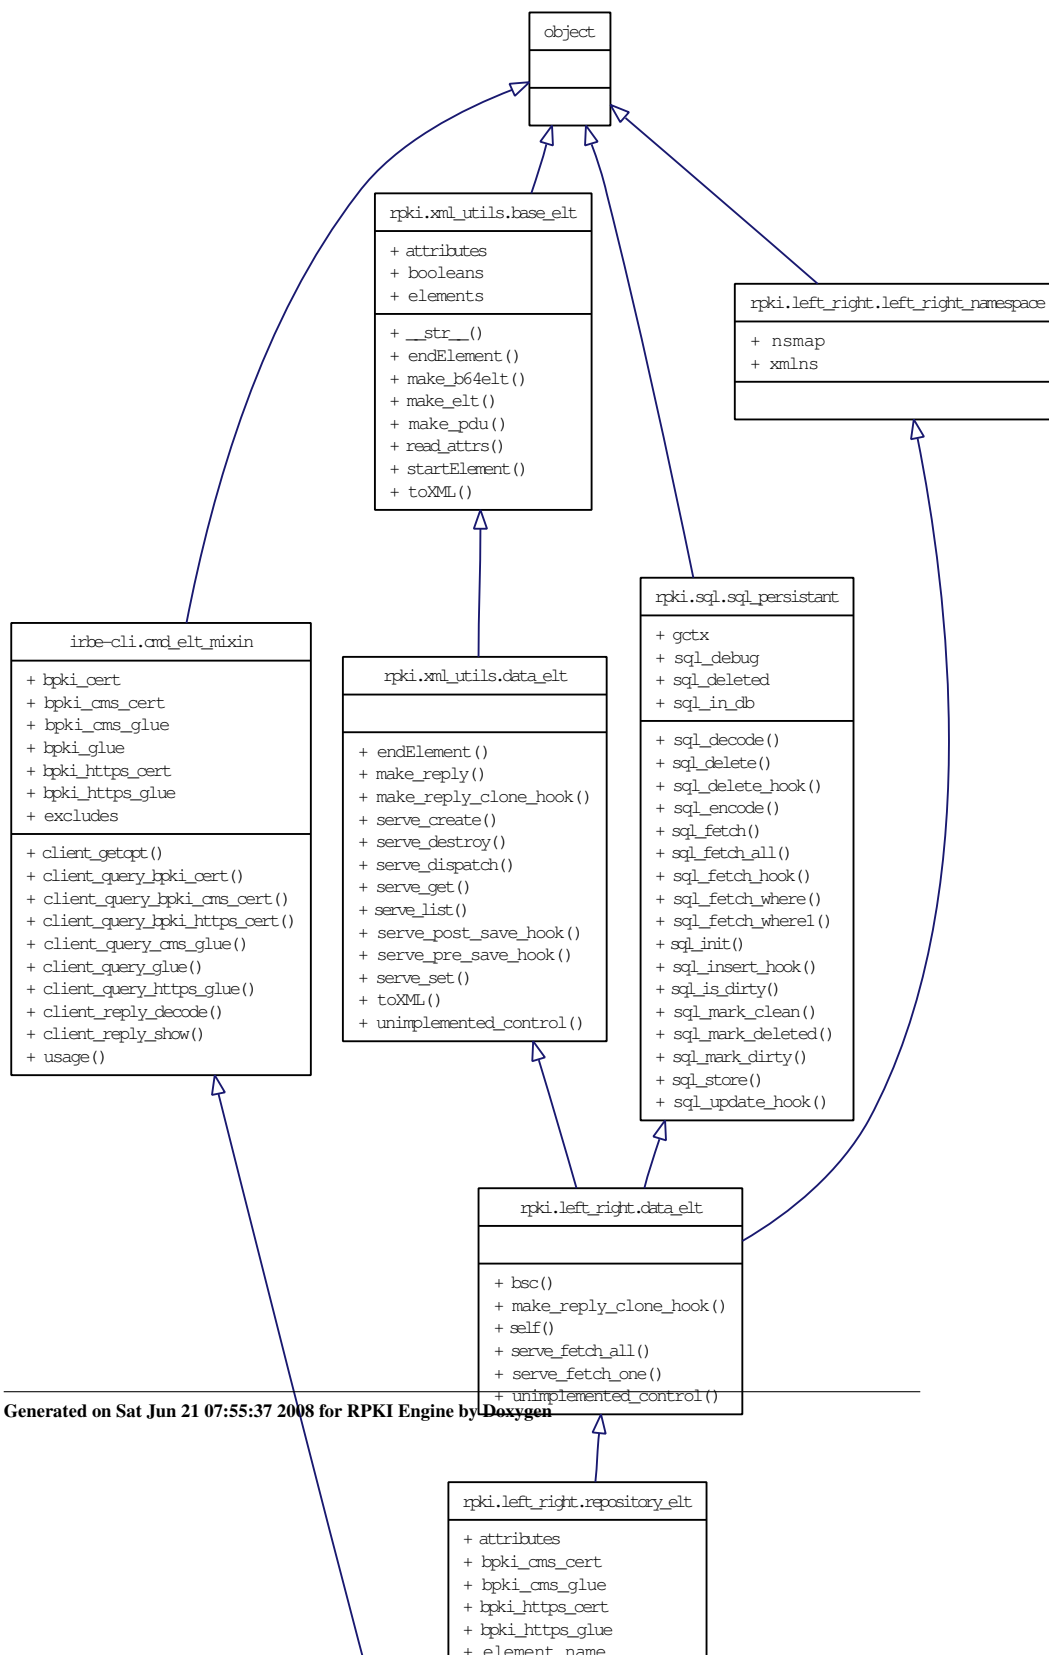 object
rpki.xml_utils.base_elt
+ attributes
+ booleans
+ elements
+ __str__()
+ endElement()
+ make_b64elt()
+ make_elt()
+ make_pdu()
+ read_attrs()
+ startElement()
+ toXML()
rpki.left_right.left_right_namespace
+ nsmap
+ xmlns
rpki.sql.sql_persistant
+ gctx
+ sql_debug
+ sql_deleted
+ sql_in_db
+ sql_decode()
+ sql_delete()
+ sql_delete_hook()
+ sql_encode()
+ sql_fetch()
+ sql_fetch_all()
+ sql_fetch_hook()
+ sql_fetch_where()
+ sql_fetch_where1()
+ sql_init()
+ sql_insert_hook()
+ sql_is_dirty()
+ sql_mark_clean()
+ sql_mark_deleted()
+ sql_mark_dirty()
+ sql_store()
+ sql_update_hook()
irbe-cli.cmd_elt_mixin
+ bpki_cert
+ bpki_cms_cert
+ bpki_cms_glue
+ bpki_glue
+ bpki_https_cert
+ bpki_https_glue
+ excludes
+ client_getopt()
+ client_query_bpki_cert()
+ client_query_bpki_cms_cert()
+ client_query_bpki_https_cert()
+ client_query_cms_glue()
+ client_query_glue()
+ client_query_https_glue()
+ client_reply_decode()
+ client_reply_show()
+ usage()
rpki.xml_utils.data_elt
+ endElement()
+ make_reply()
+ make_reply_clone_hook()
+ serve_create()
+ serve_destroy()
+ serve_dispatch()
+ serve_get()
+ serve_list()
+ serve_post_save_hook()
+ serve_pre_save_hook()
+ serve_set()
+ toXML()
+ unimplemented_control()
rpki.left_right.data_elt
+ bsc()
+ make_reply_clone_hook()
+ self()
+ serve_fetch_all()
+ serve_fetch_one()
+ unimplemented_control()
Generated on Sat Jun 21 07:55:37 2008 for RPKI Engine by Doxygen
rpki.left_right.repository_elt
+ attributes
+ bpki_cms_cert
+ bpki_cms_glue
+ bpki_https_cert
+ bpki_https_glue
+ element_name